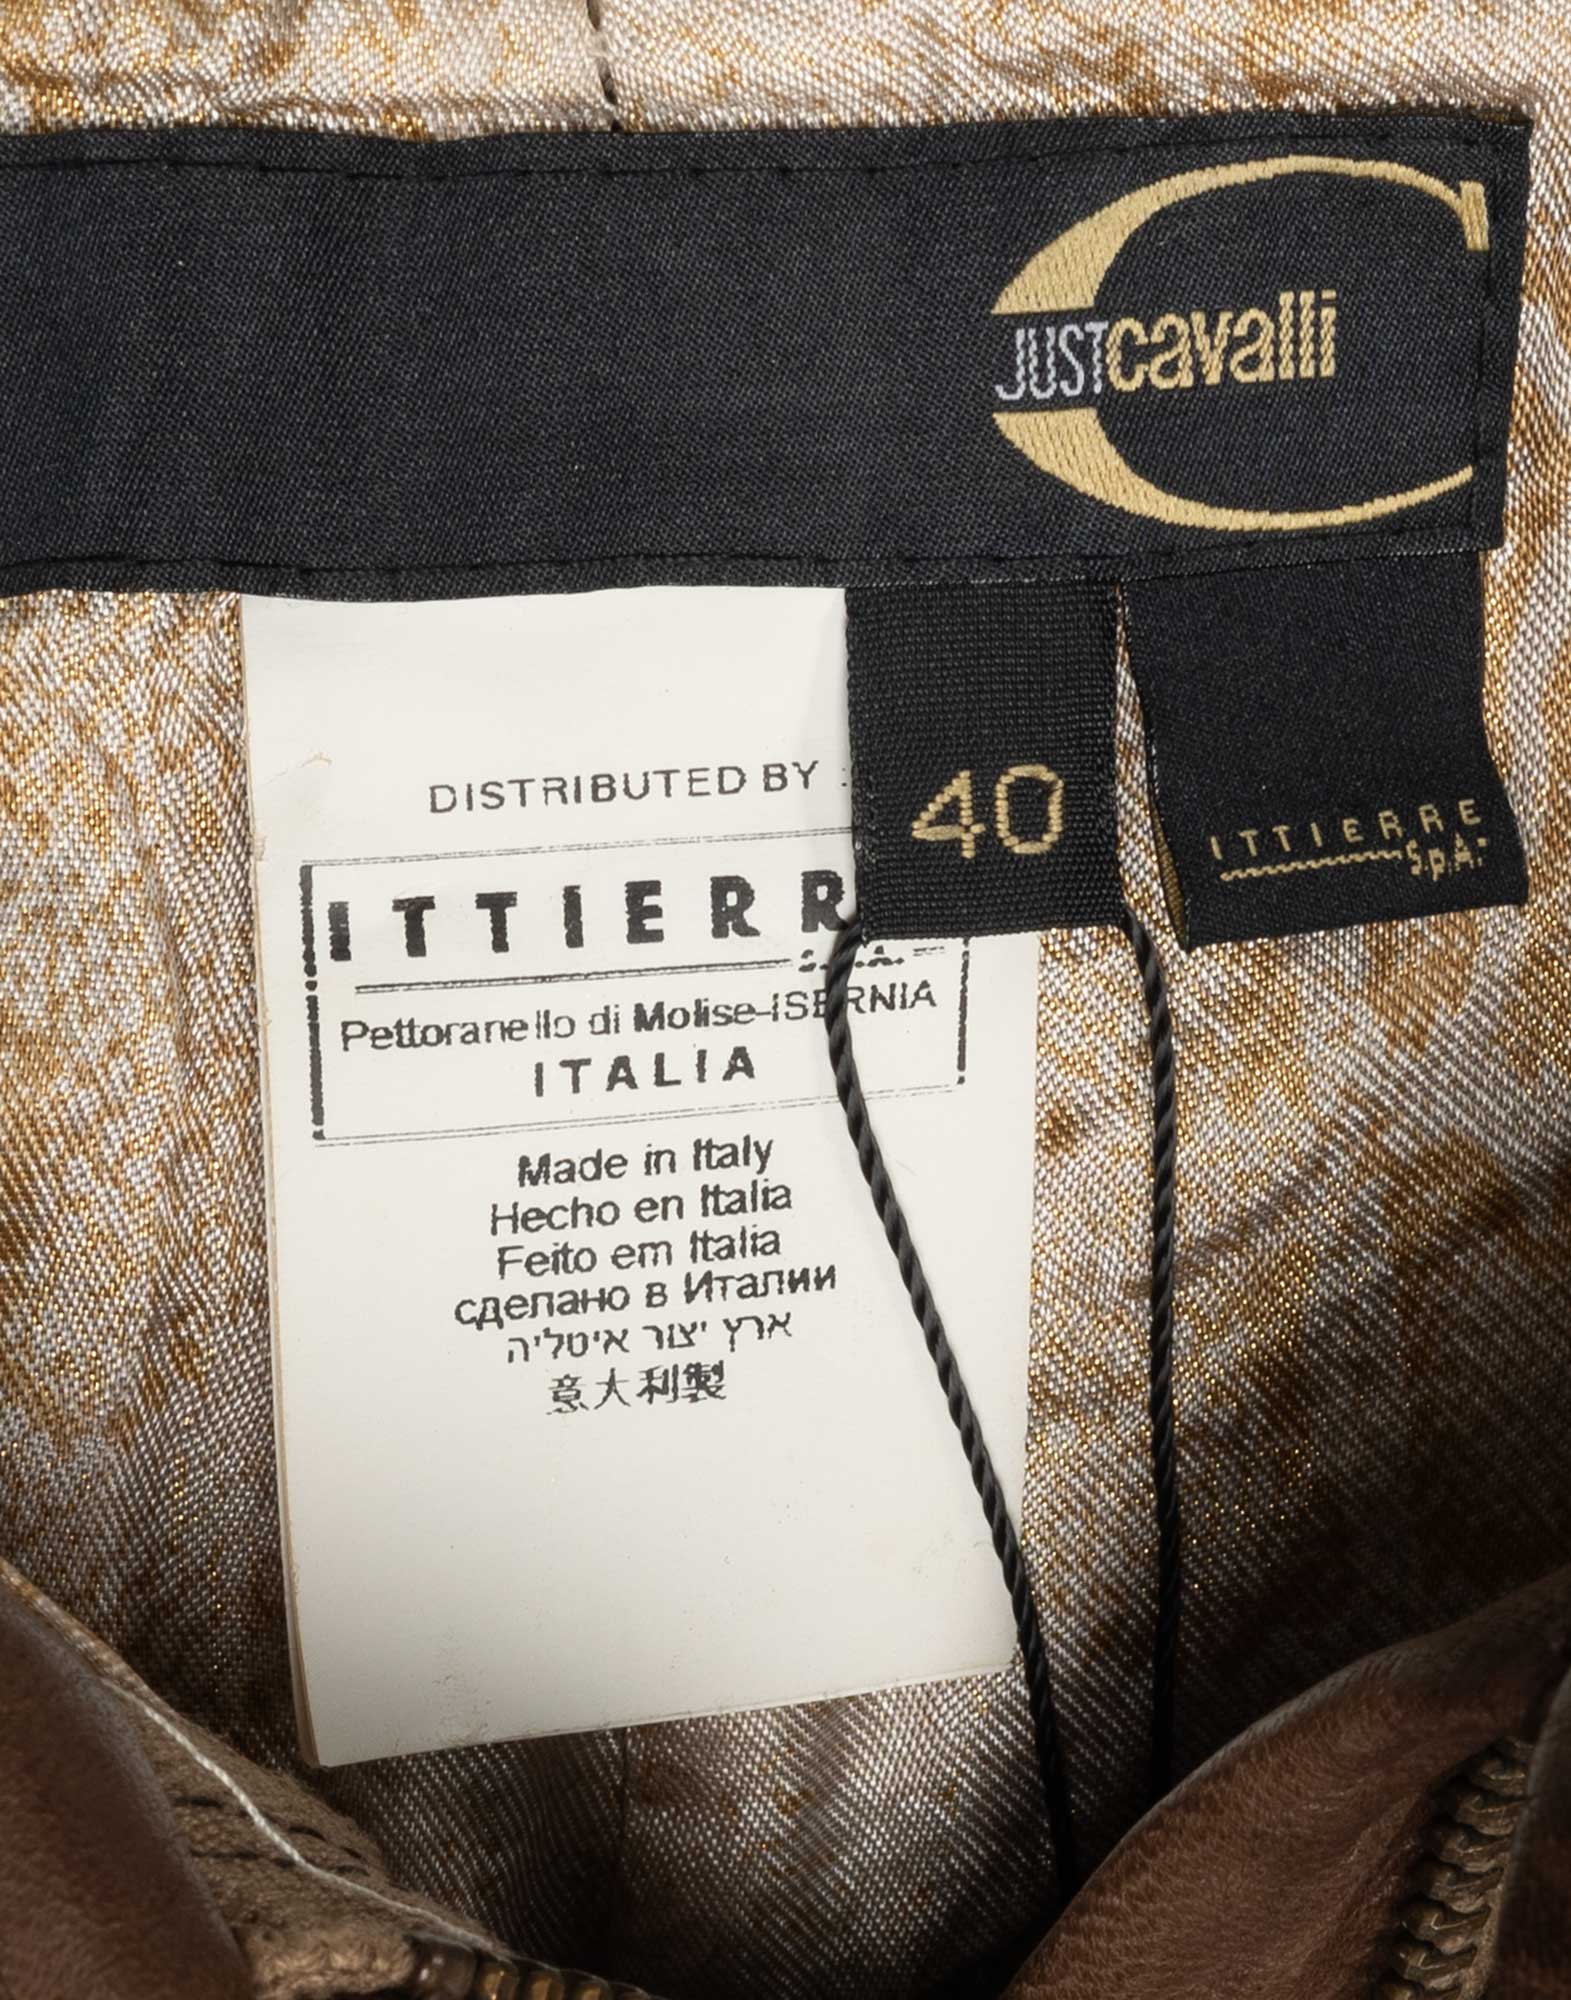 JUST cavalli
40
ITTIERRE
S.p.A.
DISTRIBUTED BY
ITTIERR
Pettoranello di Molise-ISERNIA
ITALIA
Made in Italy
Hecho en Italia
Feito em Italia
сделано в Италии
ארץ יצור איטליה
意大利製